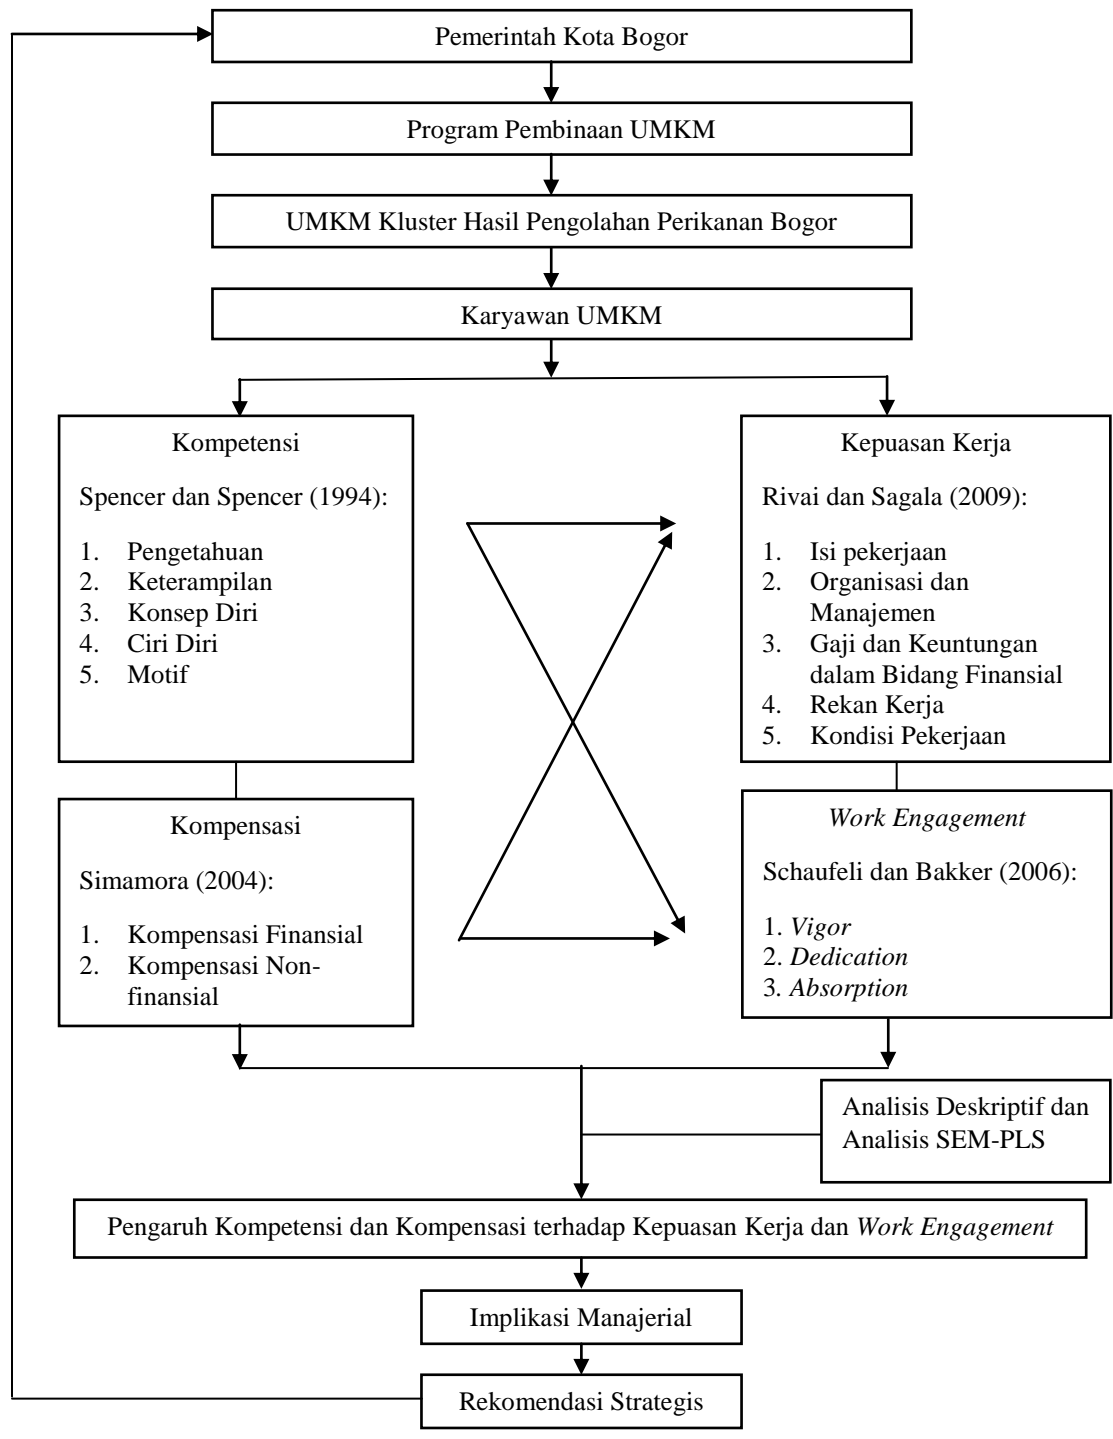 Pemerintah Kota Bogor
Program Pembinaan UMKM
UMKM Kluster Hasil Pengolahan Perikanan Bogor
Karyawan UMKM
Kompetensi
Spencer dan Spencer (1994):
1. Pengetahuan
2. Keterampilan
3. Konsep Diri
4. Ciri Diri
5. Motif
Kepuasan Kerja
Rivai dan Sagala (2009):
1. Isi pekerjaan
2. Organisasi dan
Manajemen
3. Gaji dan Keuntungan
dalam Bidang Finansial
4. Rekan Kerja
5. Kondisi Pekerjaan
Kompensasi
Simamora (2004):
1. Kompensasi Finansial
2. Kompensasi Non-
finansial
Work Engagement
Schaufeli dan Bakker (2006):
1. Vigor
2. Dedication
3. Absorption
Analisis Deskriptif dan
Analisis SEM-PLS
Pengaruh Kompetensi dan Kompensasi terhadap Kepuasan Kerja dan Work Engagement
Implikasi Manajerial
Rekomendasi Strategis